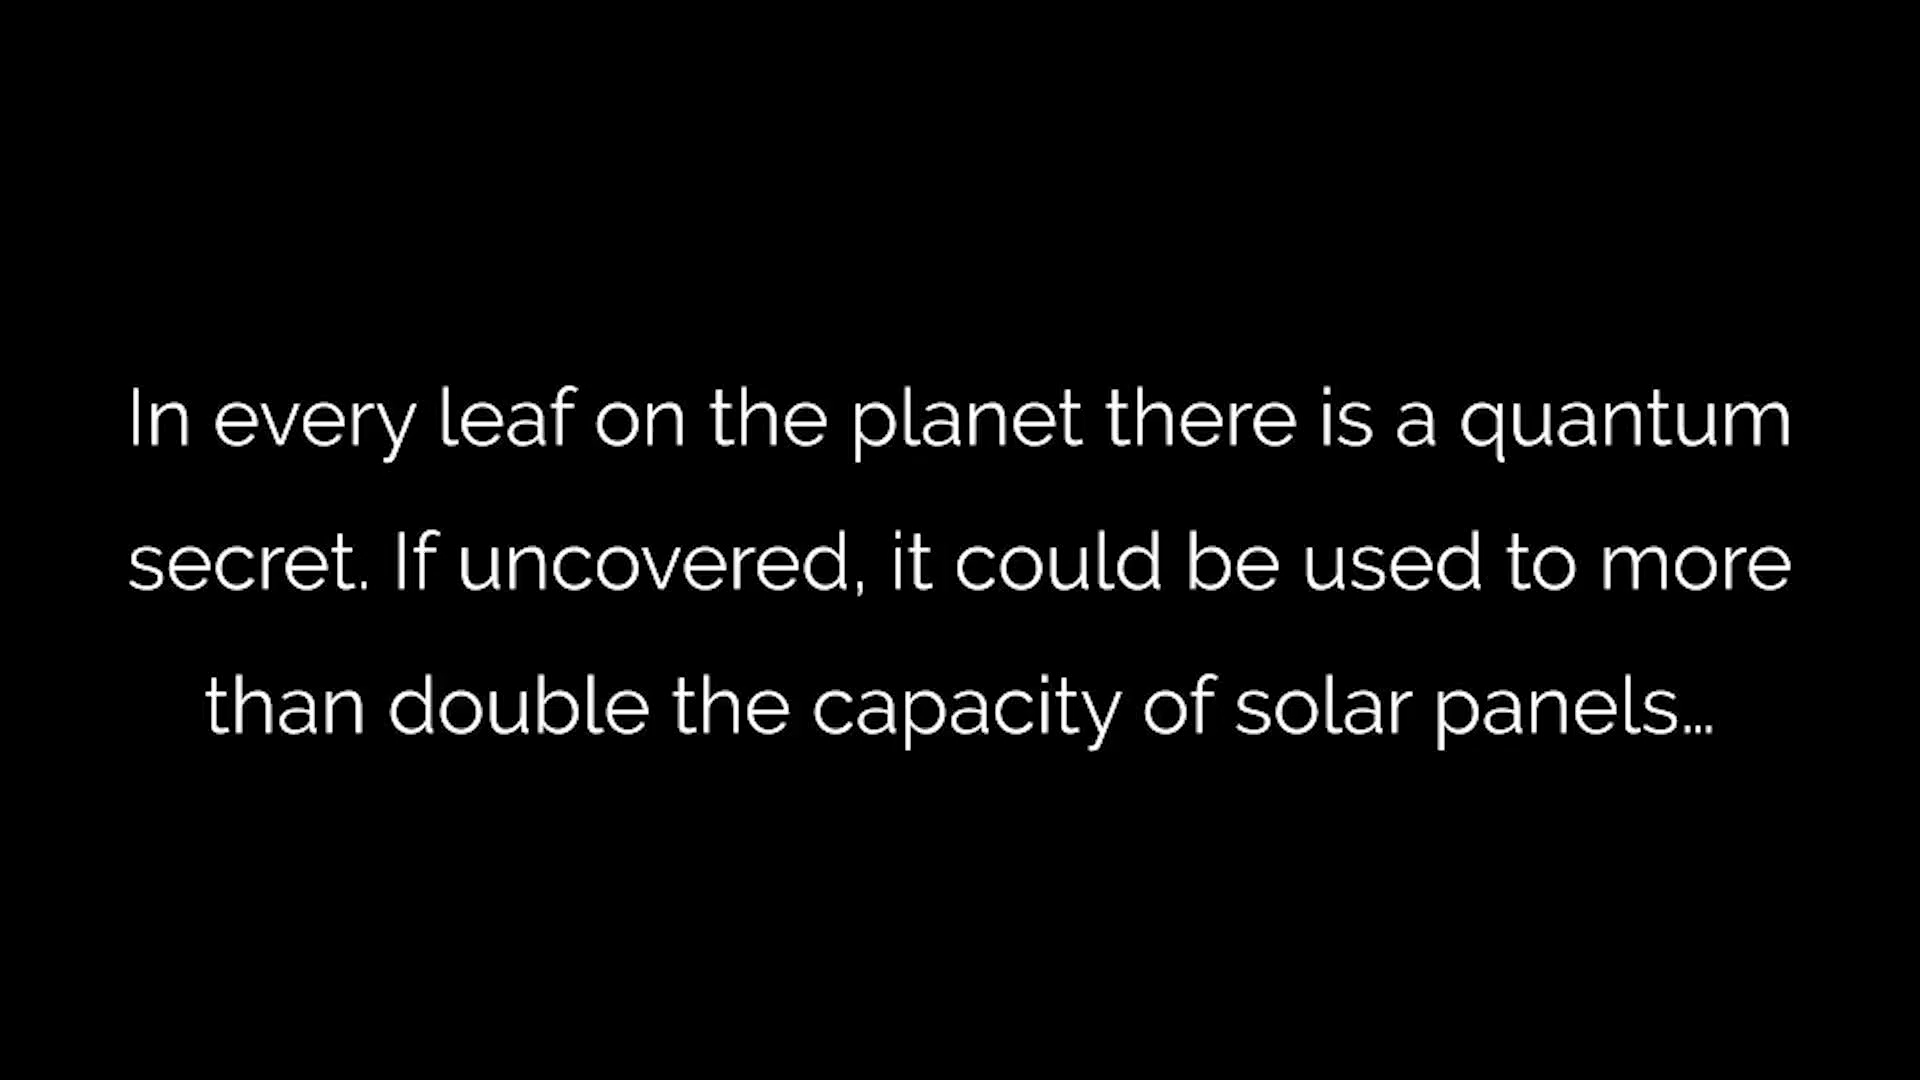 In every leaf on the planet there is a quantum
secret. If uncovered, it could be used to more
than double the capacity of solar panels…